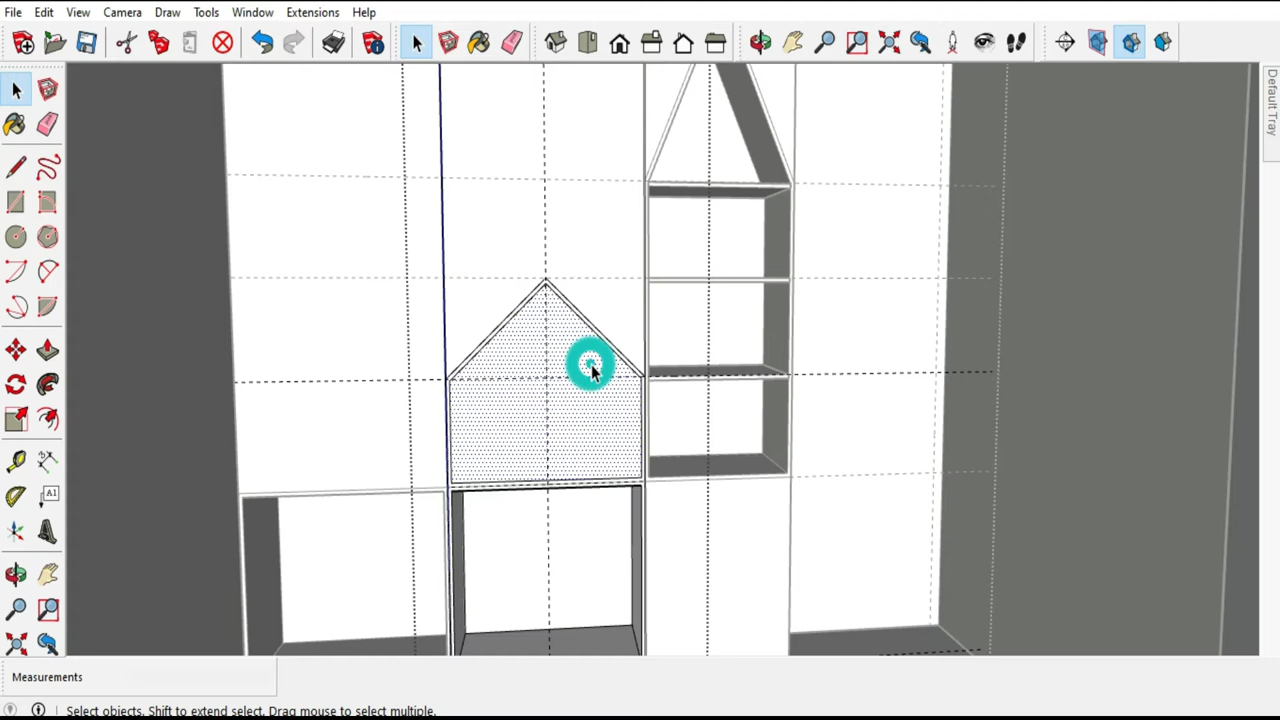 File Edit View Camera Draw Tools Window Extensions Help
Default Tray
A1
Measurements
Select objects. Shift to extend select. Drag mouse to select multiple.